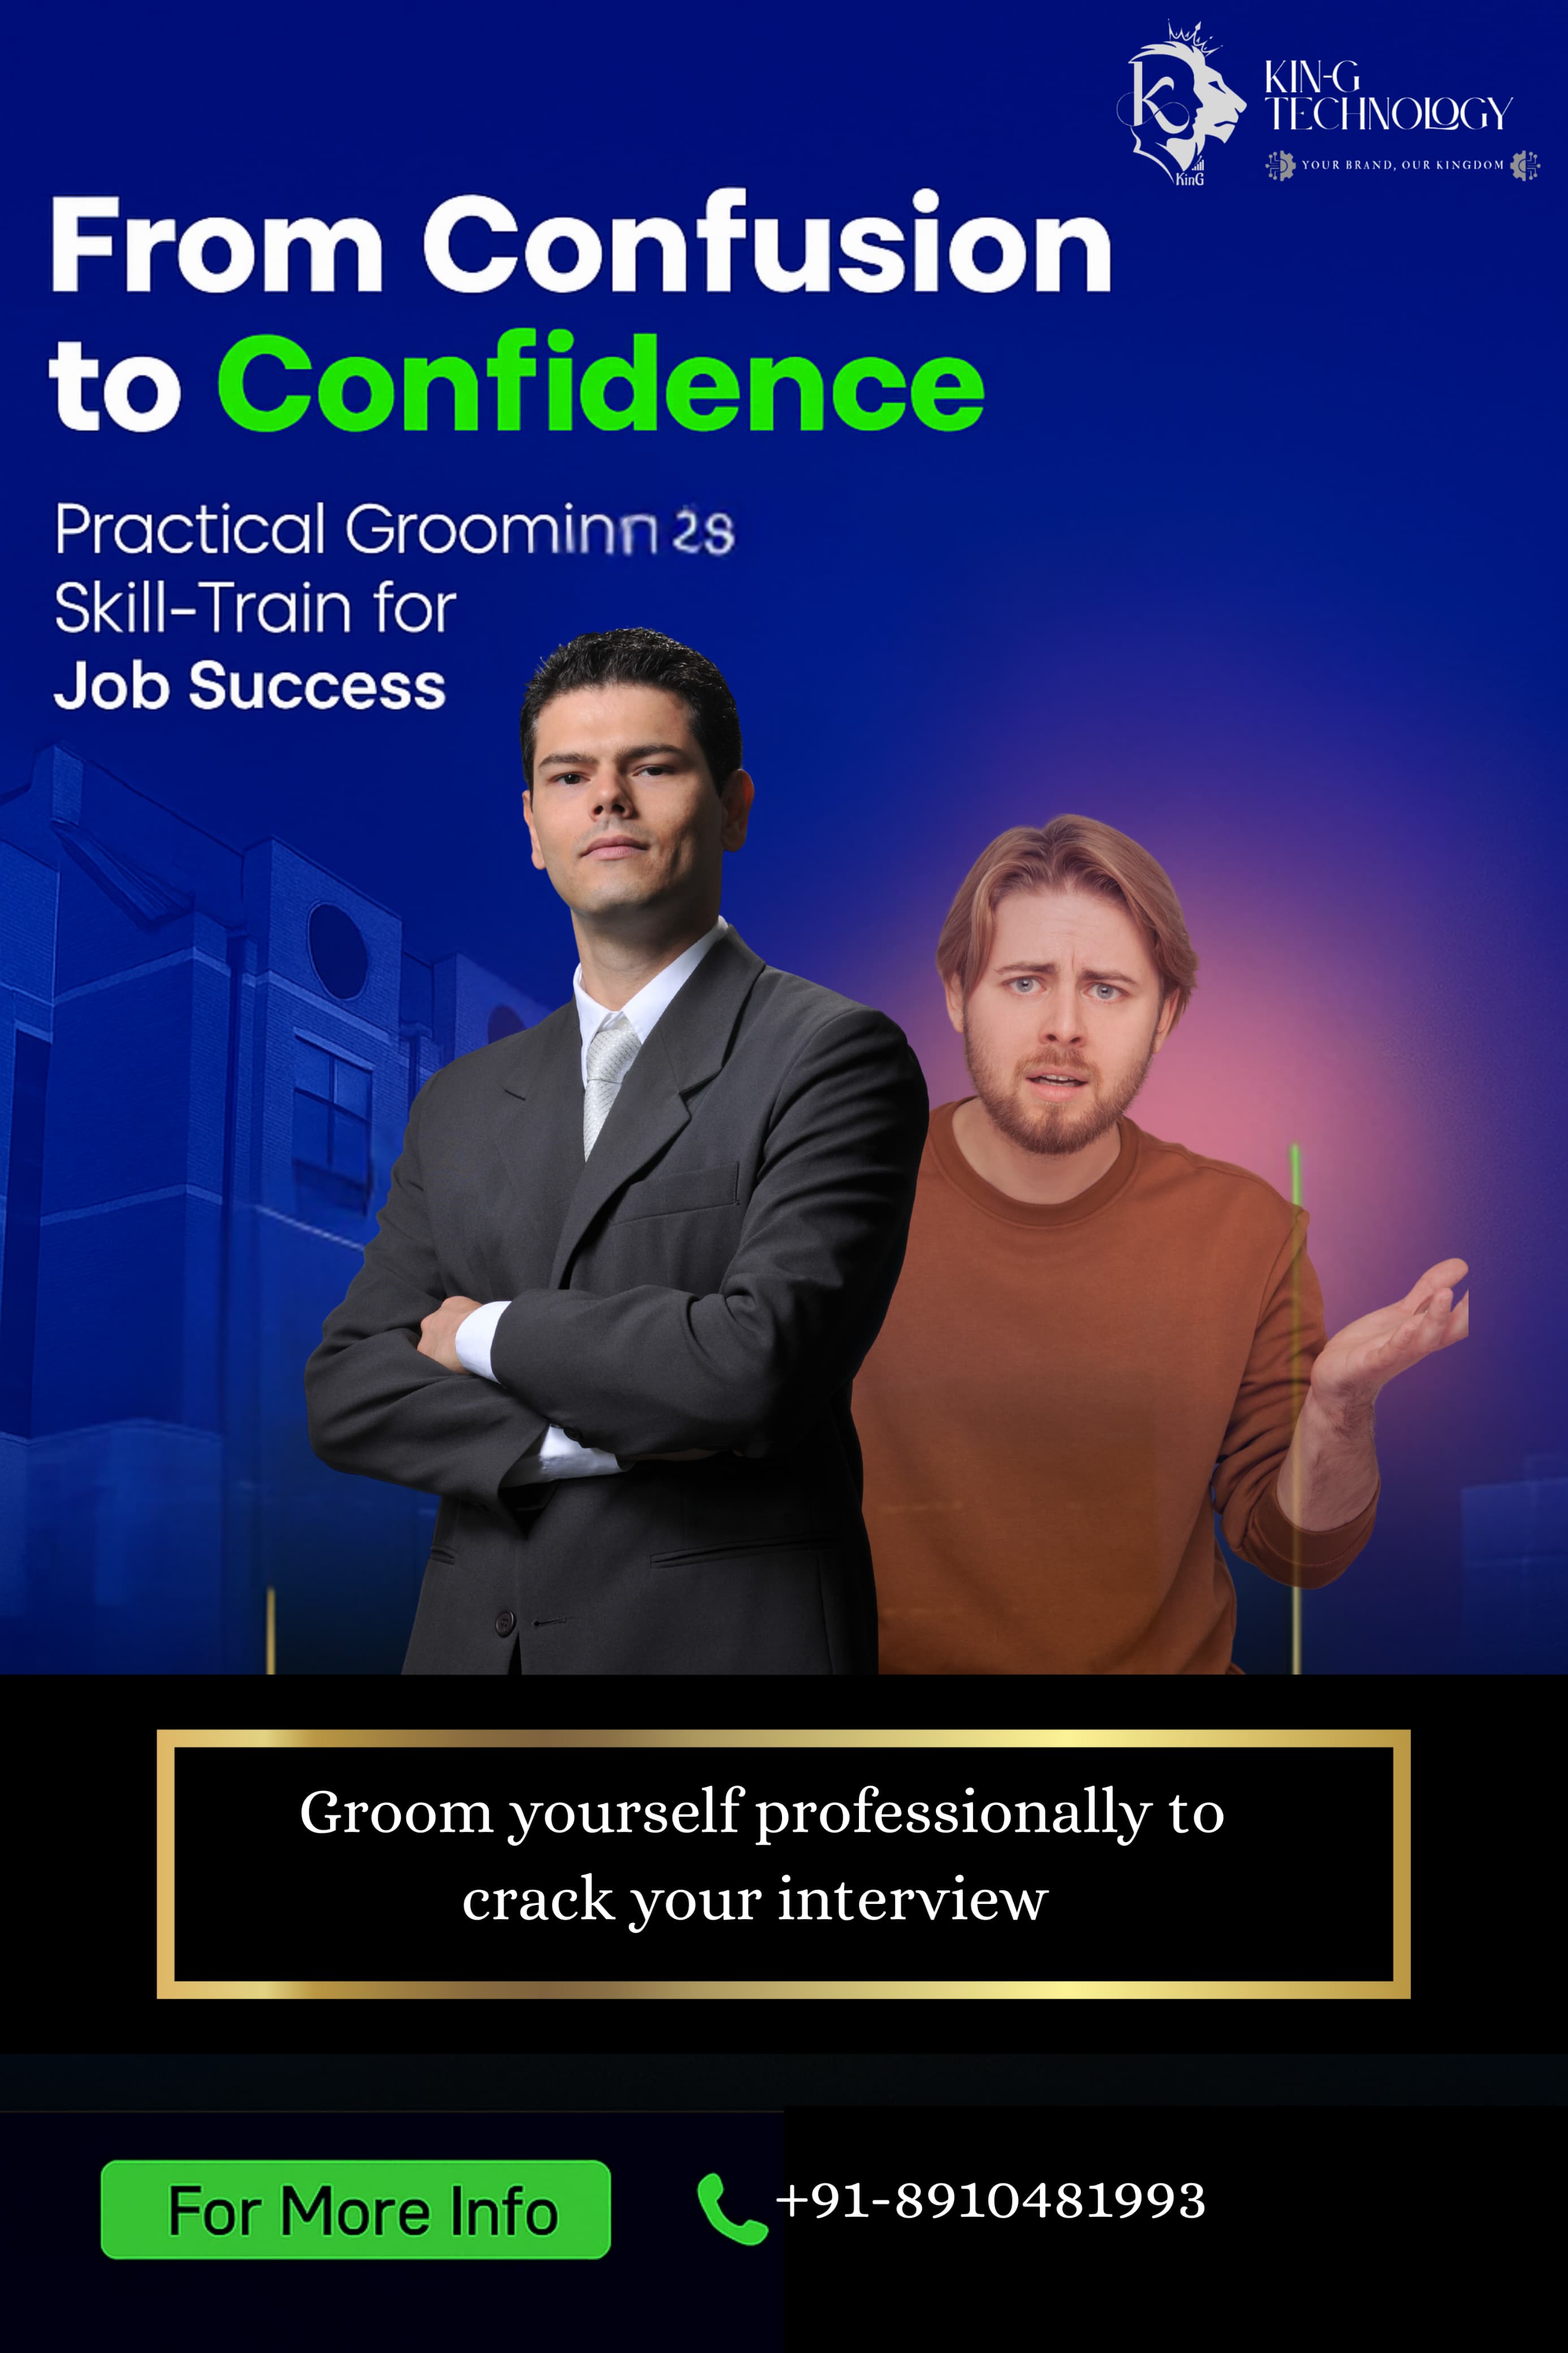 KIN-G
TECHNOLOGY
YOUR BRAND, OUR KINGDOM
K
KinG
From Confusion
to Confidence
Practical
Skill-Train for
Job Success
Groom yourself professionally to
crack your interview
For More Info
+91-8910481993